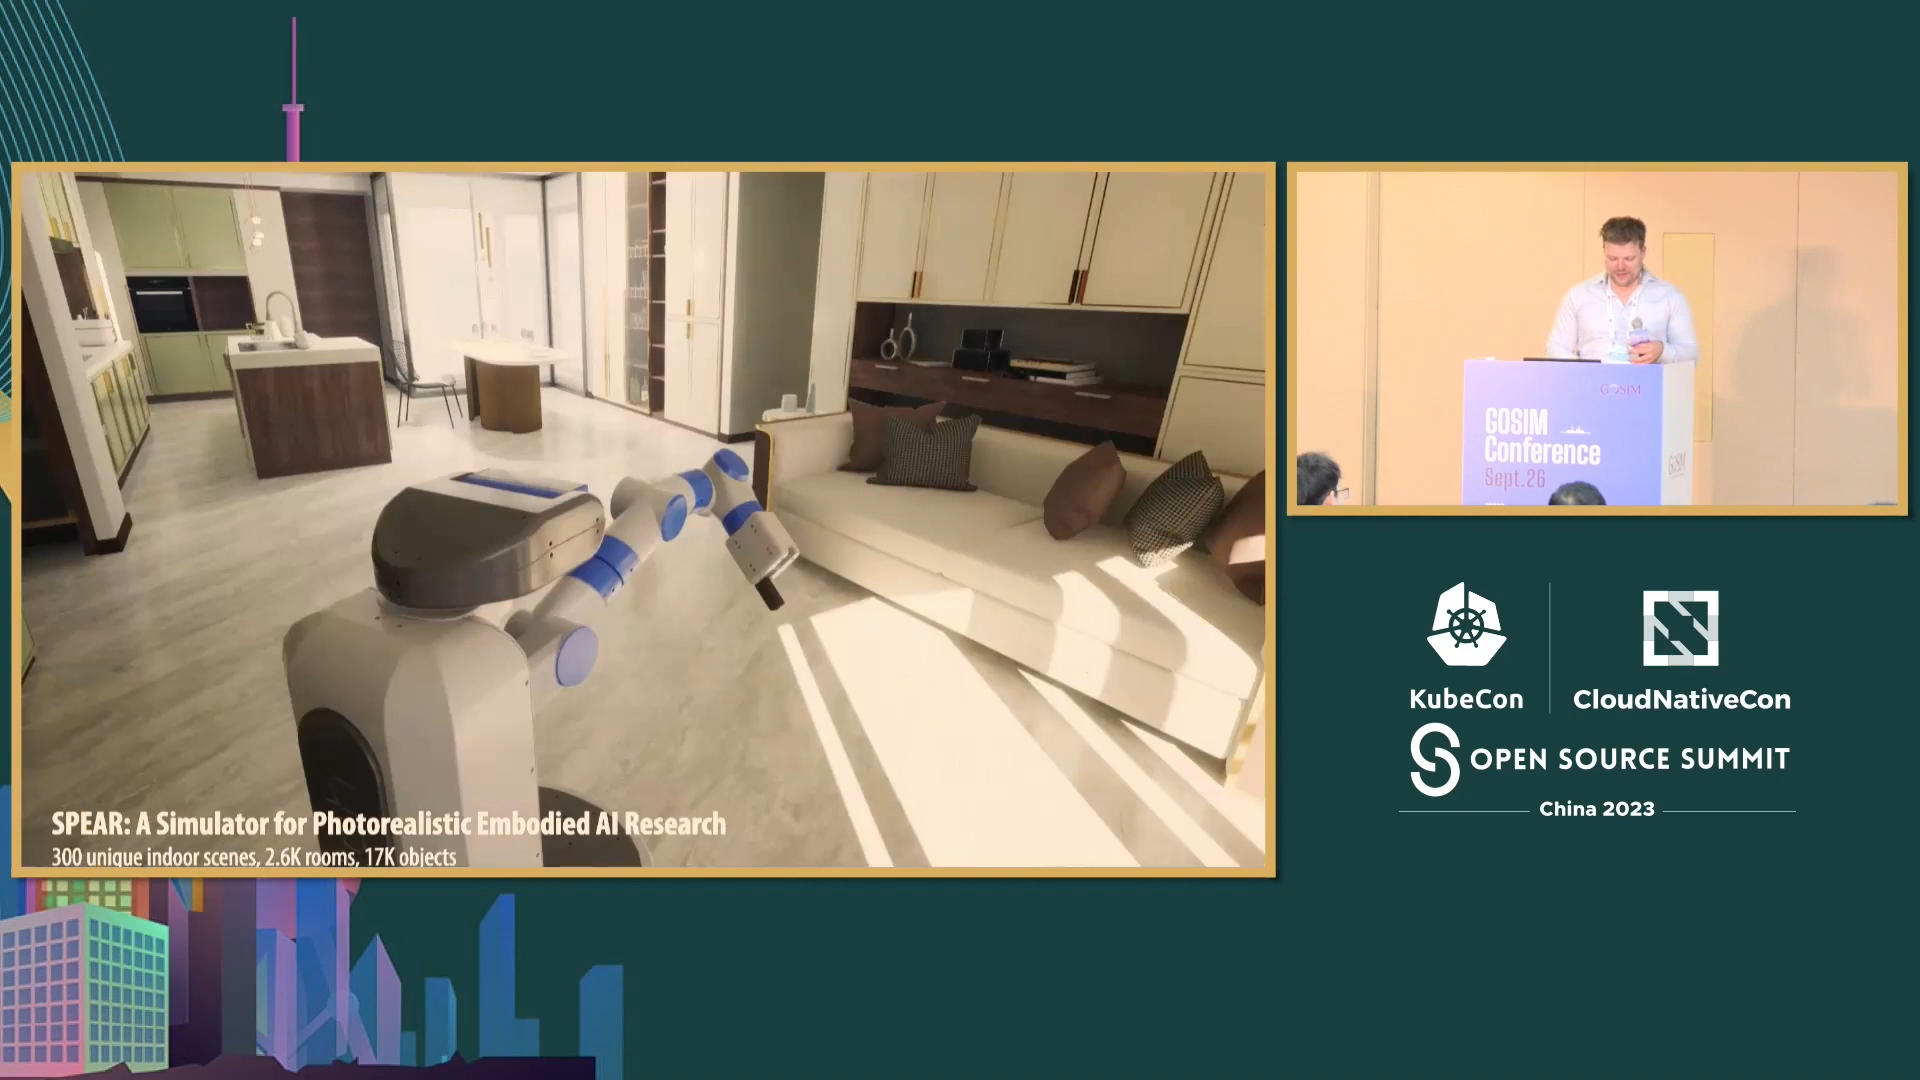 SPEAR: A Simulator for Photorealistic Embodied AI Research
300 unique indoor scenes, 2.6K rooms, 17K objects
GOSIM
GOSIM
Conference
Sept.26
GOSIM
KubeCon
CloudNativeCon
OPEN SOURCE SUMMIT
China 2023